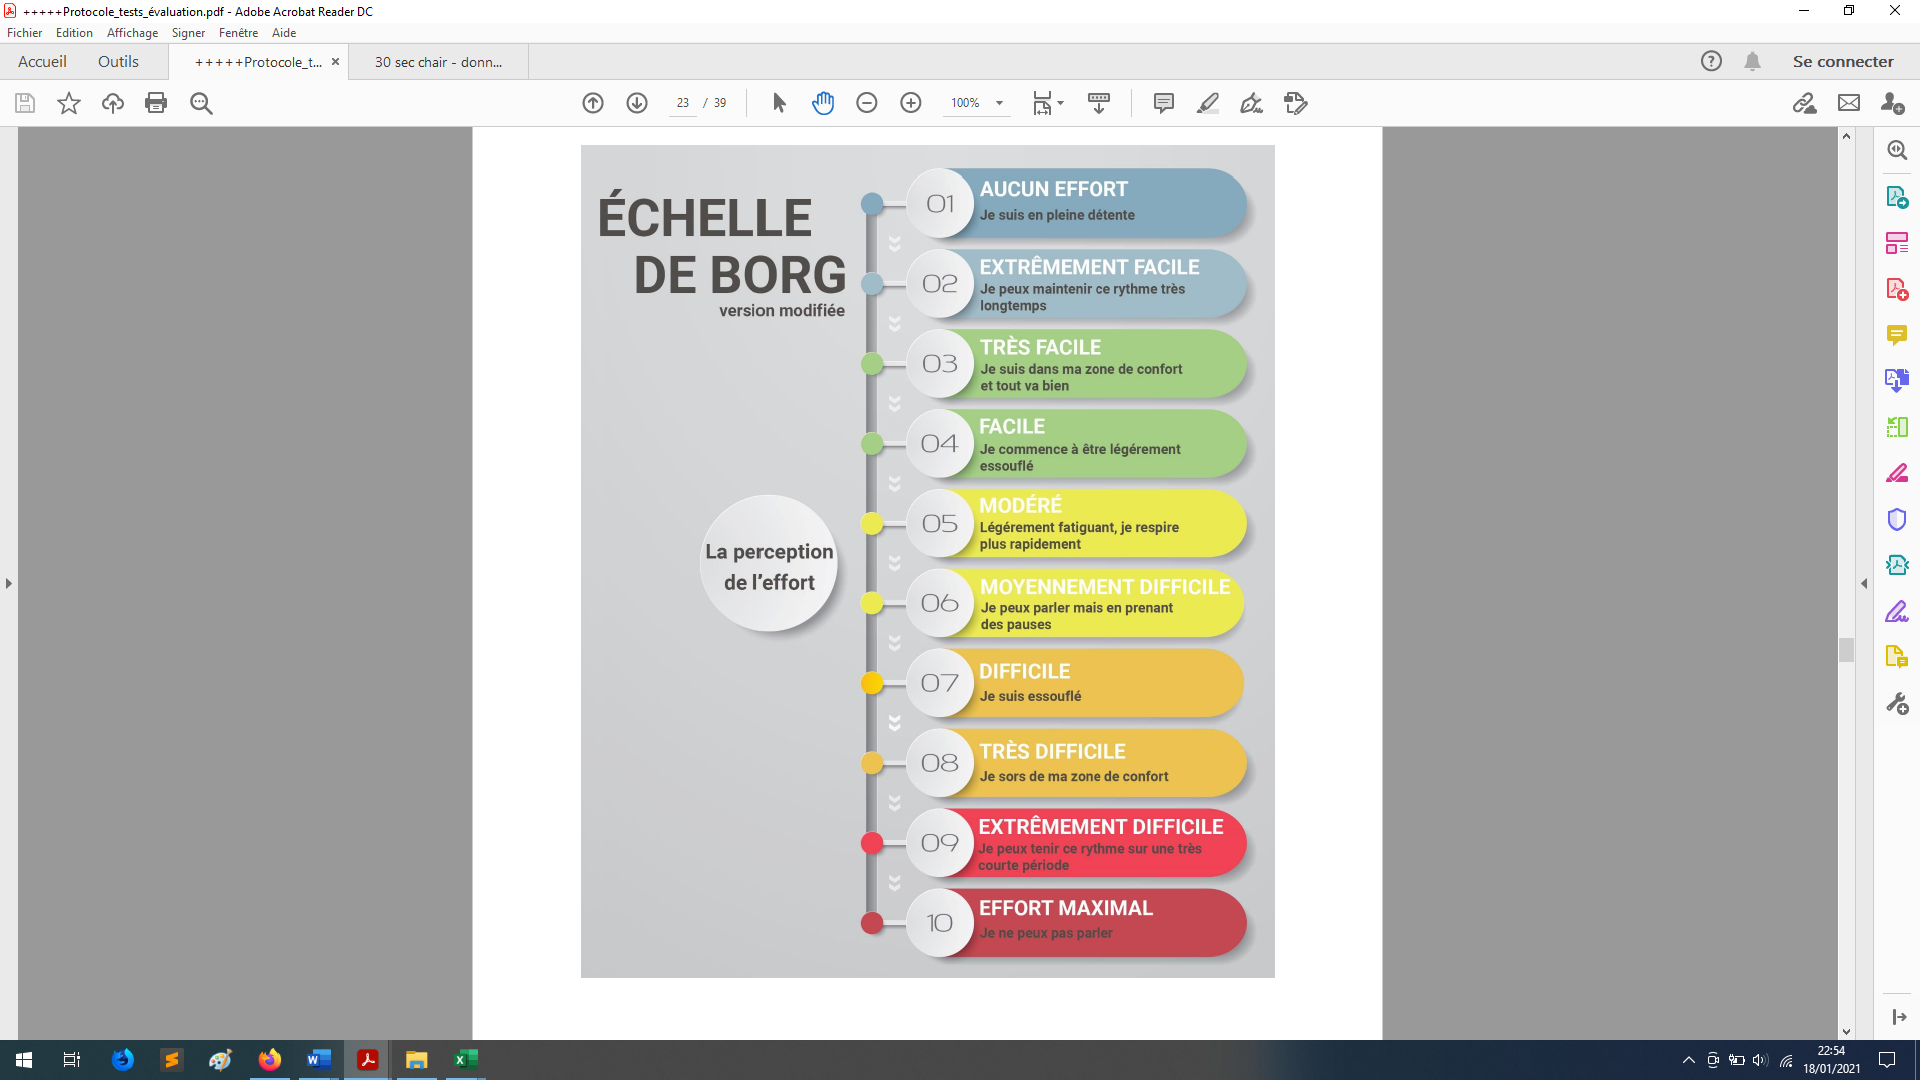 +++++Protocole_tests_évaluation.pdf - Adobe Acrobat Reader DC
Fichier Edition Affichage Signer Fenêtre Aide
Accueil Outils +++++Protocole_t... × 30 sec chair - donn... Se connecter
23 / 39 100%
ÉCHELLE
DE BORG
version modifiée
La perception
de l'effort
01
AUCUN EFFORT
Je suis en pleine détente
02
EXTRÊMEMENT FACILE
Je peux maintenir ce rythme très
longtemps
03
TRÈS FACILE
Je suis dans ma zone de confort
et tout va bien
04
FACILE
Je commence à être légérement
essouflé
05
MODÉRÉ
Légérement fatiguant, je respire
plus rapidement
06
MOYENNEMENT DIFFICILE
Je peux parler mais en prenant
des pauses
07
DIFFICILE
Je suis essouflé
08
TRÈS DIFFICILE
Je sors de ma zone de confort
09
EXTRÊMEMENT DIFFICILE
Je peux tenir ce rythme sur une très
courte période
10
EFFORT MAXIMAL
Je ne peux pas parler
22:54
18/01/2021